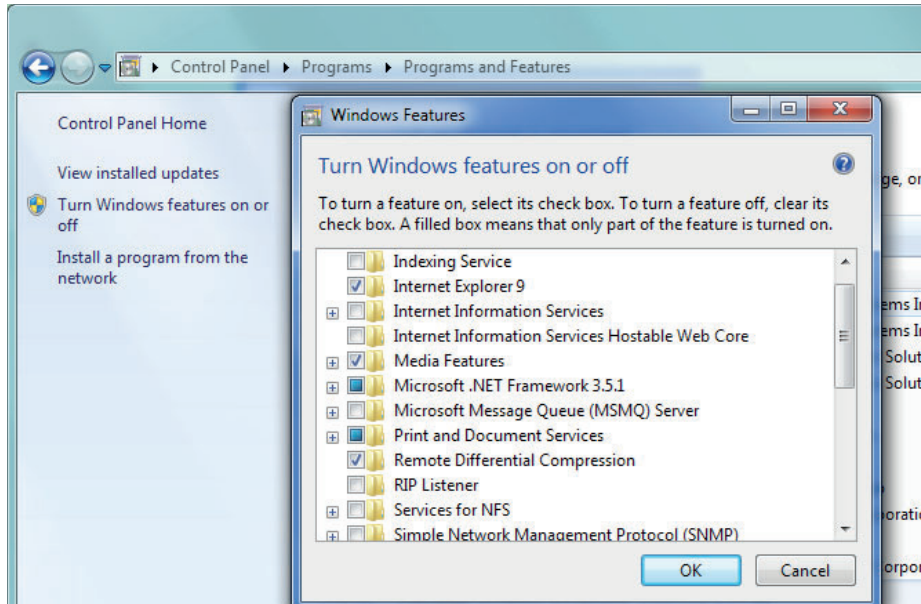 Control Panel Programs Programs and Features
Control Panel Home
View installed updates
Turn Windows features on or
off
Install a program from the
network
Windows Features
Turn Windows features on or off
To turn a feature on, select its check box. To turn a feature off, clear its
check box. A filled box means that only part of the feature is turned on.
Indexing Service
Internet Explorer 9
Internet Information Services
Internet Information Services Hostable Web Core
Media Features
Microsoft .NET Framework 3.5.1
Microsoft Message Queue (MSMQ) Server
Print and Document Services
Remote Differential Compression
RIP Listener
Services for NFS
Simple Network Management Protocol (SNMP)
OK Cancel
ge, or